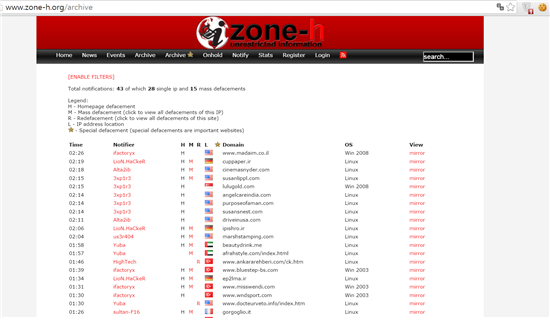 www.zone-h.org/archive
zone-h
unrestricted information
Home News Events Archive Archive Onhold Notify Stats Register Login
search...
[ENABLE FILTERS]
Total notifications: 43 of which 28 single ip and 15 mass defacements
Legend:
H - Homepage defacement
M - Mass defacement (click to view all defacements of this IP)
R - Redefacement (click to view all defacements of this site)
L - IP address location
- Special defacement (special defacements are important websites)
Time Notifier H M R L Domain OS View
02:26 ifactoryx H www.madem.co.il Win 2008 mirror
02:19 LioN.HaCkeR H M cuppaper.ir Linux mirror
02:18 Alta2ib H M cinemasnyder.com Linux mirror
02:15 3xp1r3 H M susanlippl.com Linux mirror
02:15 3xp1r3 H lulugold.com Win 2008 mirror
02:14 3xp1r3 H angelcareindia.com Linux mirror
02:14 3xp1r3 H purposeofaman.com Linux mirror
02:14 3xp1r3 H susansieet.com Linux mirror
02:11 Alta2ib H driveinusa.com Linux mirror
02:06 LioN.HaCkeR H M qoshro.ir Linux mirror
02:04 us3r404 H M marsllstamping.com Linux mirror
01:58 Yuba H M beautydrink.me Linux mirror
01:57 Yuba M afrahstyle.com/index.html Linux mirror
01:46 HighTech R www.ankararehberi.com/ck.htm Linux mirror
01:39 ifactoryx H M www.bluestep-bs.com Win 2003 mirror
01:34 LioN.HaCkeR H M ep2lma.ir Linux mirror
01:31 ifactoryx H M www.misswendi.com Win 2003 mirror
01:30 ifactoryx H www.wndsport.com Win 2003 mirror
01:30 Yuba R www.docteurveto.info/index.htm Linux mirror
01:26 sultan-F16 H M gorgoglio.it Linux mirror